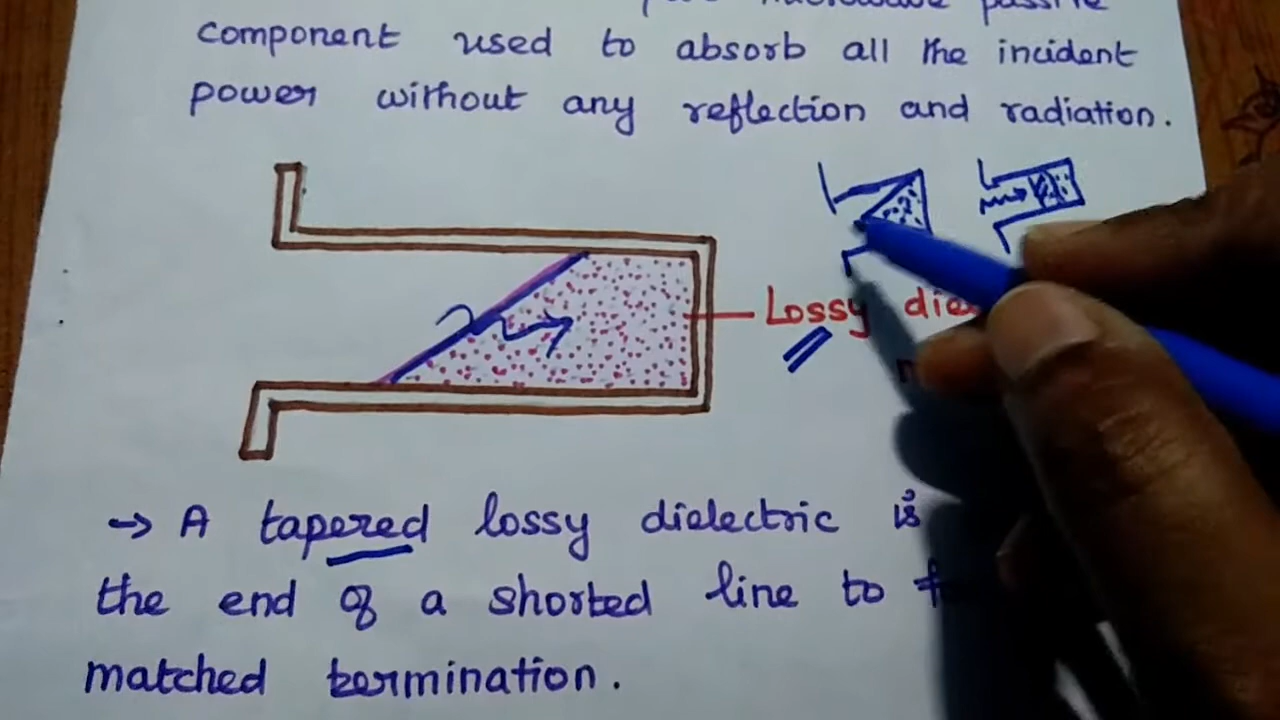 component used to absorb all the incident
power without any reflection and radiation.
Lossy
→ A tapered lossy dielectric is
the end of a shorted line to
matched termination.